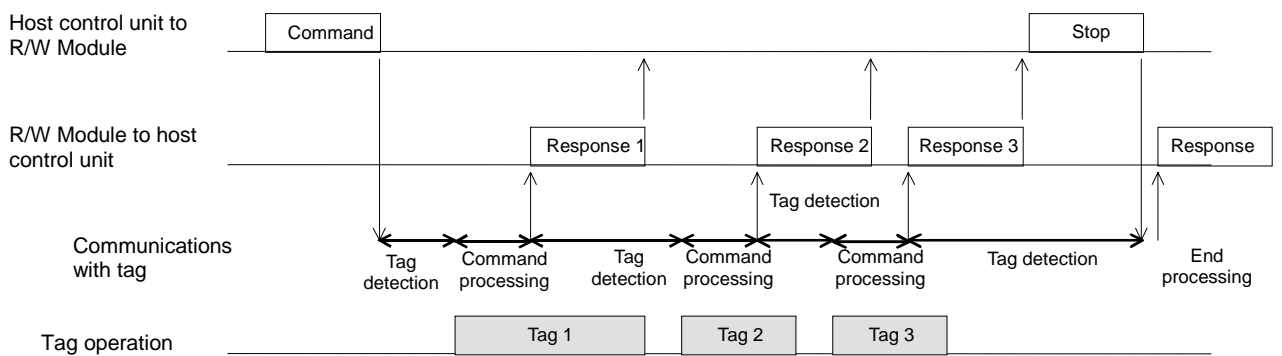 Host control unit to
R/W Module
Command
Stop
R/W Module to host
control unit
Response 1
Response 2
Response 3
Response
Tag detection
Communications
with tag
Tag
detection
Command
processing
Tag
detection
Command
processing
Command
processing
Tag detection
End
processing
Tag operation
Tag 1
Tag 2
Tag 3